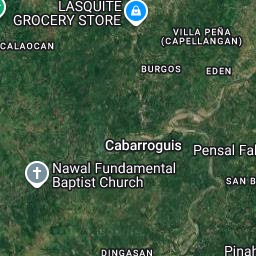 LASQUITE
GROCERY STORE
VILLA PEÑA
(CAPELLANGAN)
CALAOCAN
BURGOS
EDEN
Cabarroguis
Pensal Fal
Nawal Fundamental
Baptist Church
SAN B
DINGASAN
Pinah